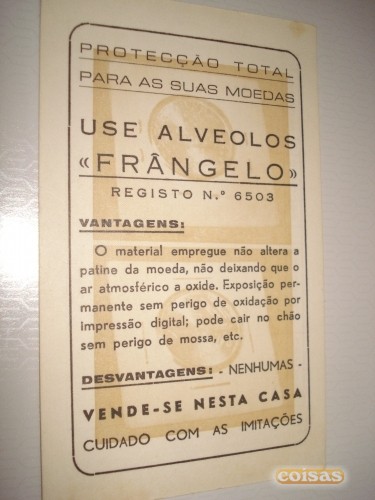 PROTECÇÃO TOTAL
PARA AS SUAS MOEDAS
USE ALVEOLOS
«FRÂNGELO»
REGISTO N.º 6503
VANTAGENS:
O material empregue não altera a
patine da moeda, não deixando que o
ar atmosférico a oxide. Exposição per-
manente sem perigo de oxidação por
impressão digital; pode cair no chão
sem perigo de mossa, etc.
DESVANTAGENS: - NENHUMAS -
VENDE-SE NESTA CASA
CUIDADO COM AS IMITAÇÕES
coisas